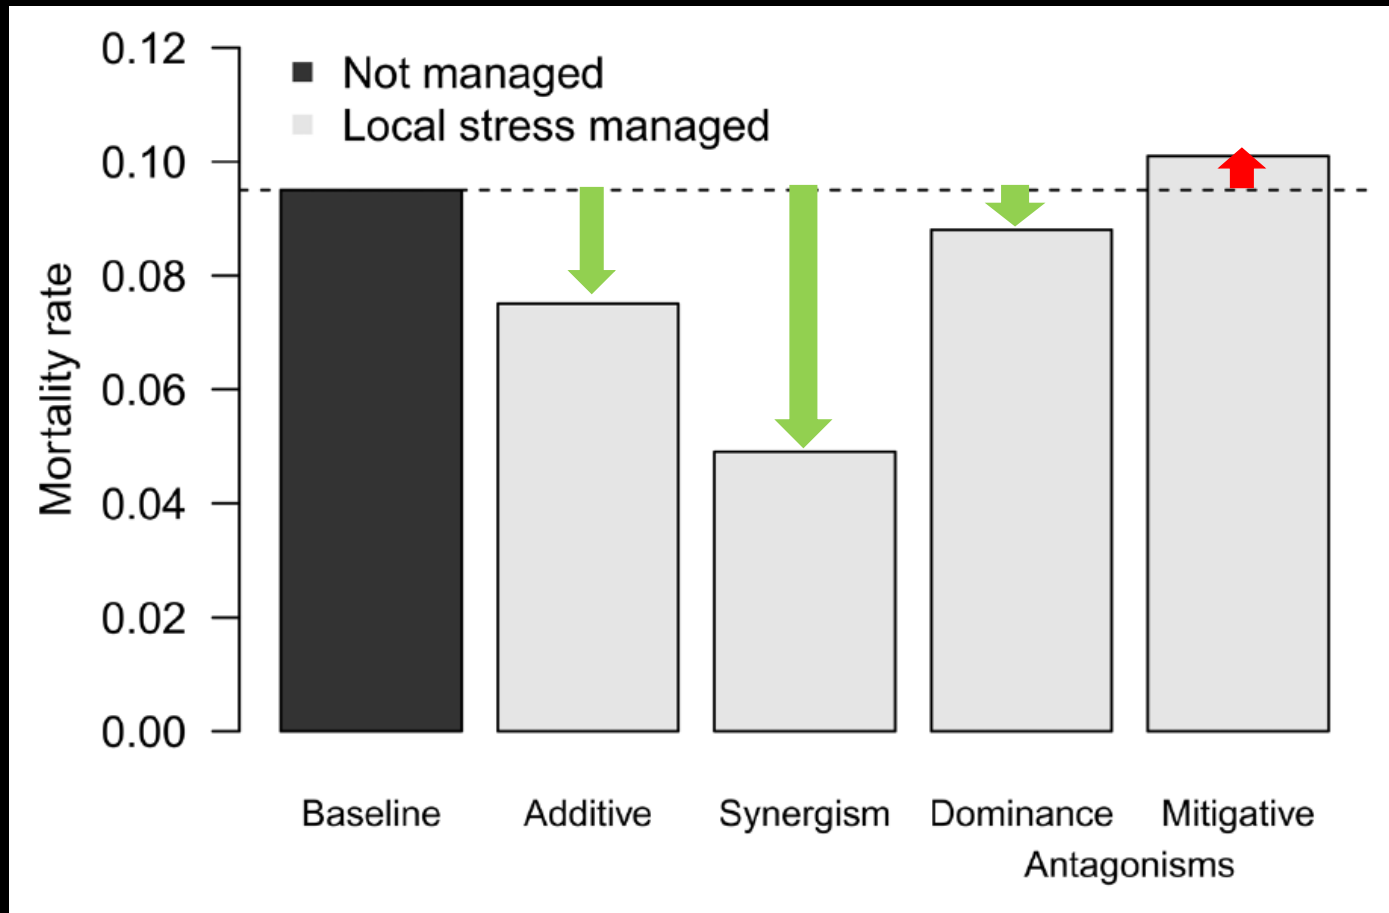 0.12
Not managed
Local stress managed
0.10
0.08
0.06
0.04
0.02
0.00
Mortality rate
Baseline Additive Synergism Dominance Mitigative
Antagonisms